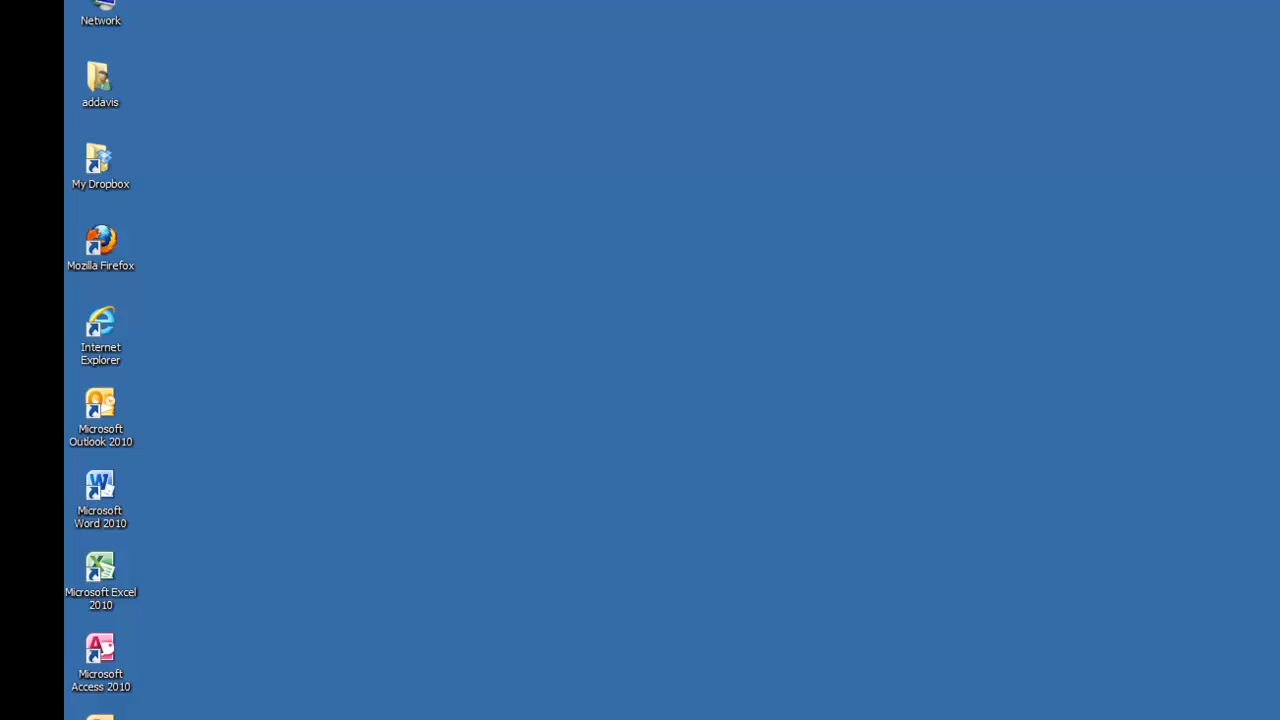 Network
addavis
My Dropbox
Mozilla Firefox
Internet
Explorer
Microsoft
Outlook 2010
Microsoft
Word 2010
Microsoft Excel
2010
Microsoft
Access 2010